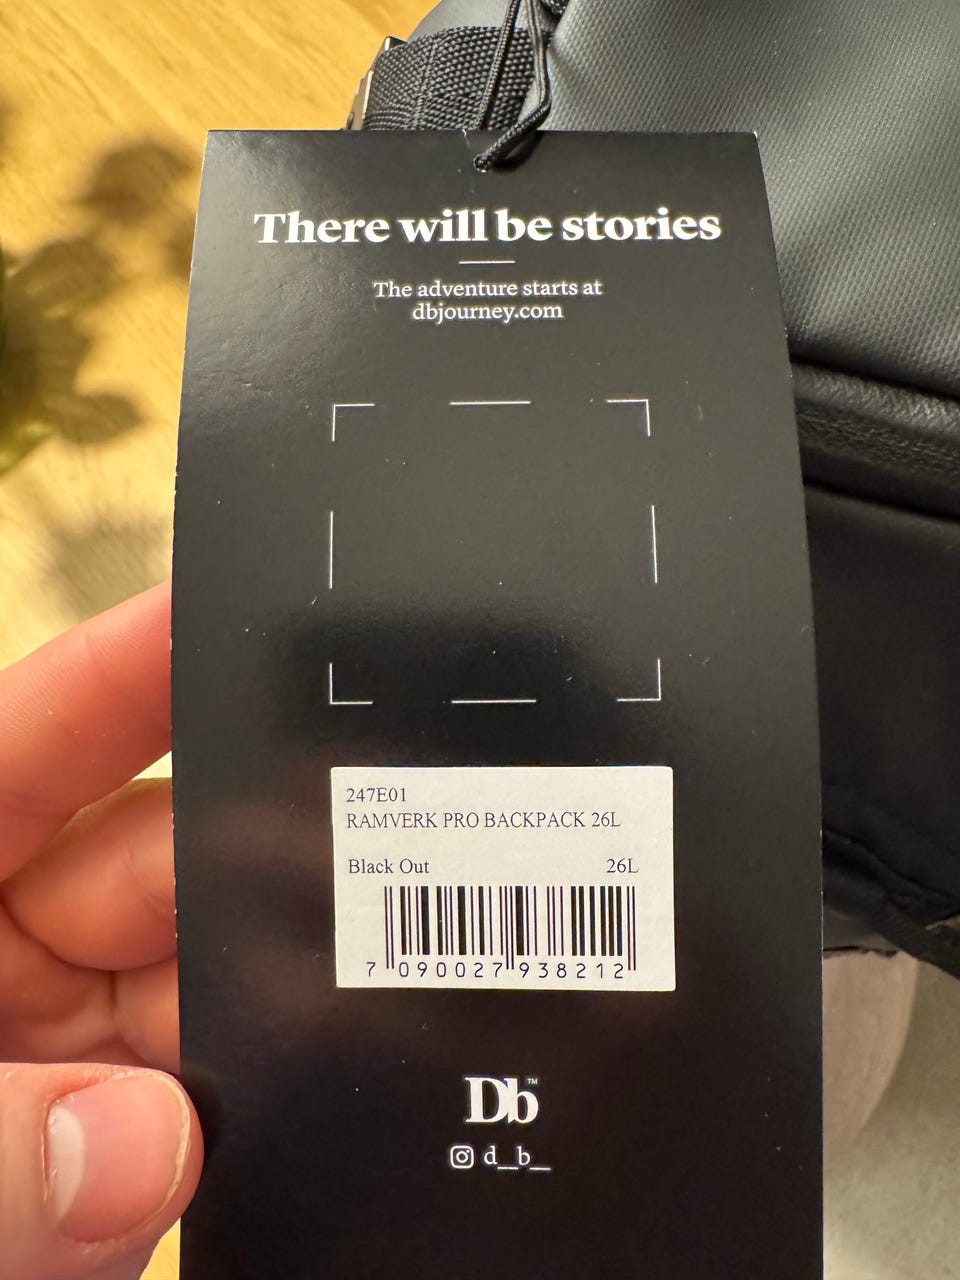 There will be stories
The adventure starts at
dbjourney.com
247E01
RAMVERK PRO BACKPACK 26L
Black Out 26L
7 090027 938212
Db™
d__b__